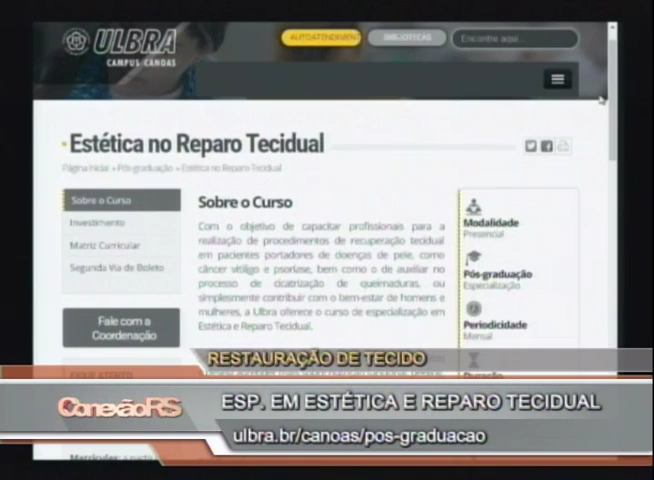 ULBRA
CAMPUS CANOAS
AUTOATENDIMENT
BIBLIOTECAS
Encontre aqui...
Estética no Reparo Tecidual
Página Inicial » Pós-graduação » Estética no Reparo Tecidual
Sobre o Curso
Investimento
Matriz Curricular
Segunda Via de Boleto
Fale com a
Coordenação
Sobre o Curso
Com o objetivo de capacitar profissionais para a
realização de procedimentos de recuperação tecidual
em pacientes portadores de doenças de pele, como
câncer vitiligo e psoríase, bem como o de auxiliar no
processo de cicatrização de queimaduras, ou
simplesmente contribuir com o bem-estar de homens e
mulheres, a Ulbra oferece o curso de especialização em
Estética e Reparo Tecidual.
Modalidade
Presencial
Pós-graduação
Especialização
Periodicidade
Mensal
RESTAURAÇÃO DE TECIDO
ConexãoRS
ESP. EM ESTÉTICA E REPARO TECIDUAL
ulbra.br/canoas/pos-graduacao